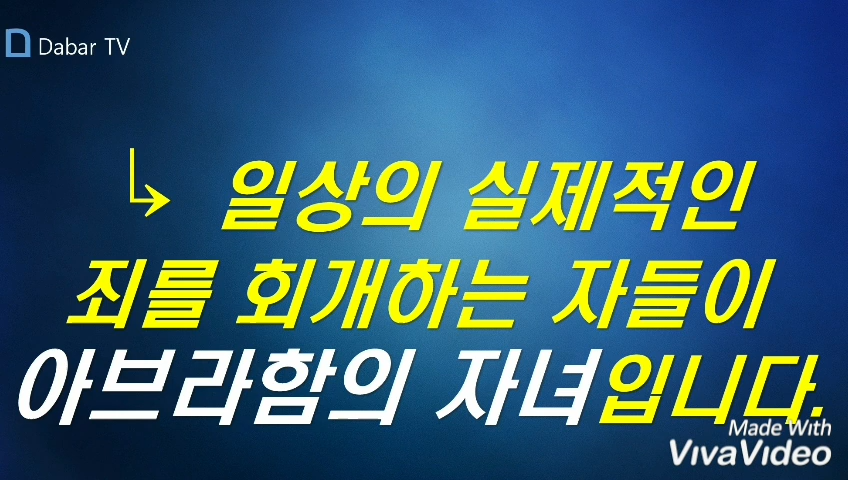 Dabar TV
↳ 일상의 실제적인
죄를 회개하는 자들이
아브라함의 자녀입니다.
Made With
VivaVideo